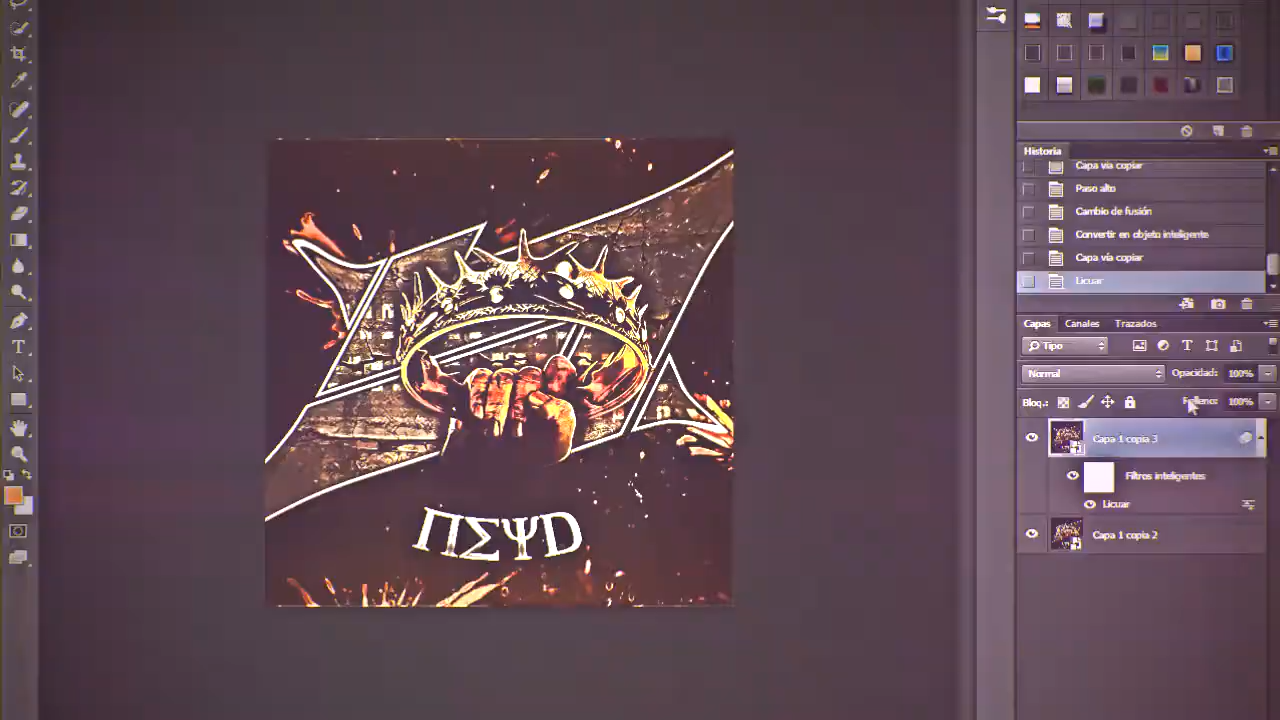 Historia
Capa vía copiar
Paso alto
Cambio de fusión
Convertir en objeto inteligente
Capa vía copiar
Licuar
Capas Canales Trazados
Tipo
Normal Opacidad: 100%
Bloq.: Relleno: 100%
Capa 1 copia 3
Filtros inteligentes
Licuar
Capa 1 copia 2
ΠΣΨD